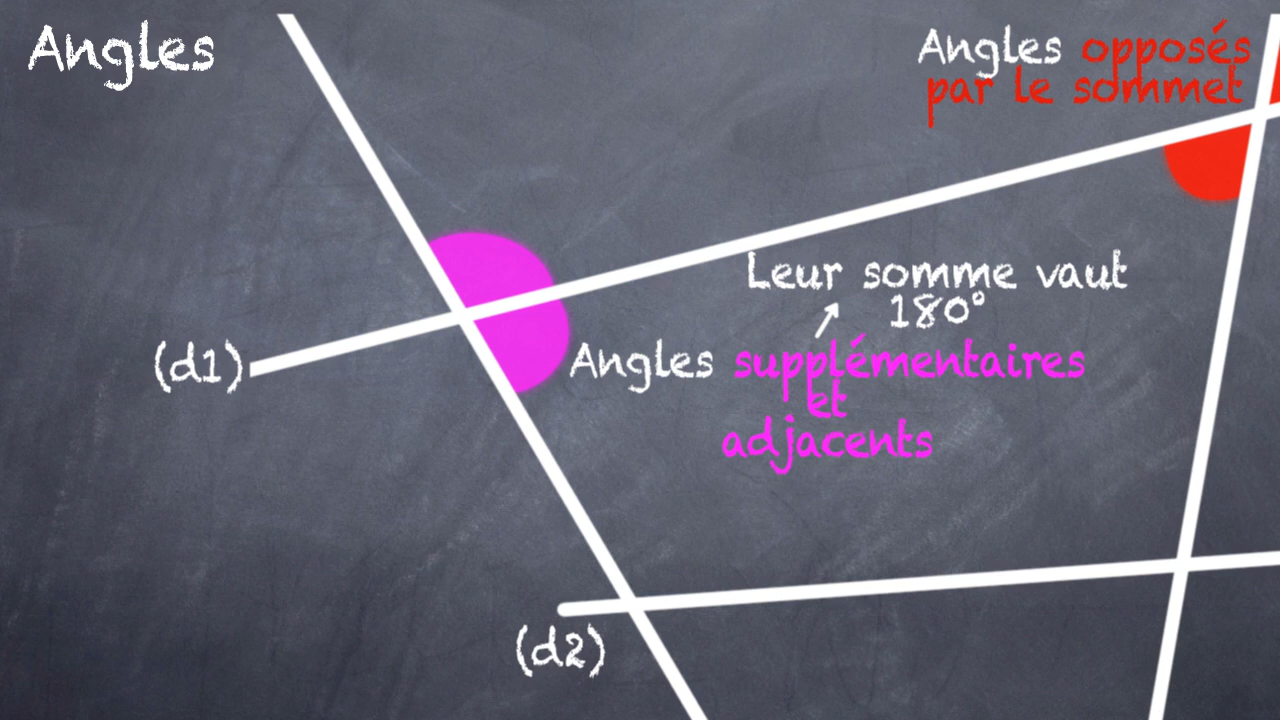 Angles
Angles opposés
par le sommet
Leur somme vaut
180°
(d1)
Angles supplémentaires
et
adjacents
(d2)